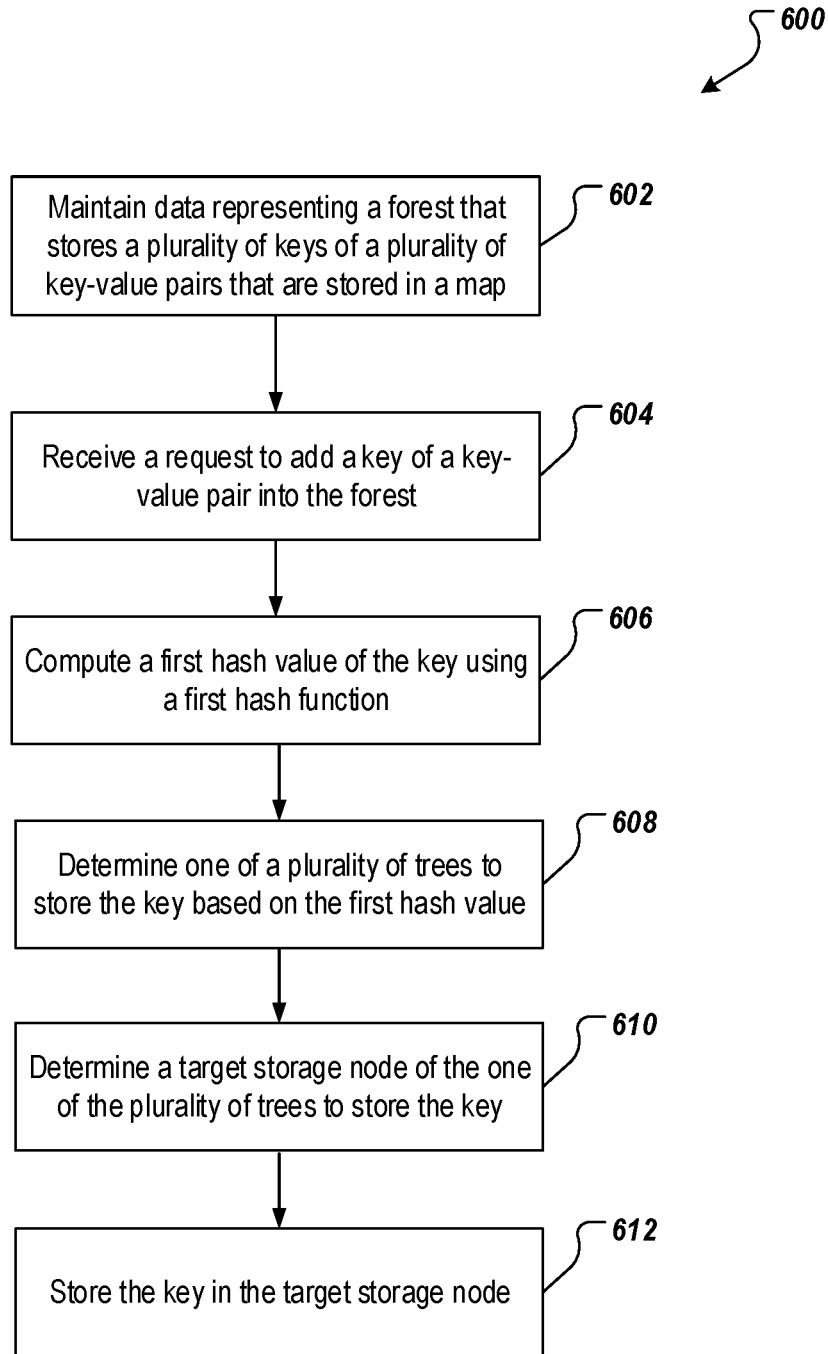 600
Maintain data representing a forest that
stores a plurality of keys of a plurality of
key-value pairs that are stored in a map
602
Receive a request to add a key of a key-
value pair into the forest
604
Compute a first hash value of the key using
a first hash function
606
Determine one of a plurality of trees to
store the key based on the first hash value
608
Determine a target storage node of the one
of the plurality of trees to store the key
610
Store the key in the target storage node
612